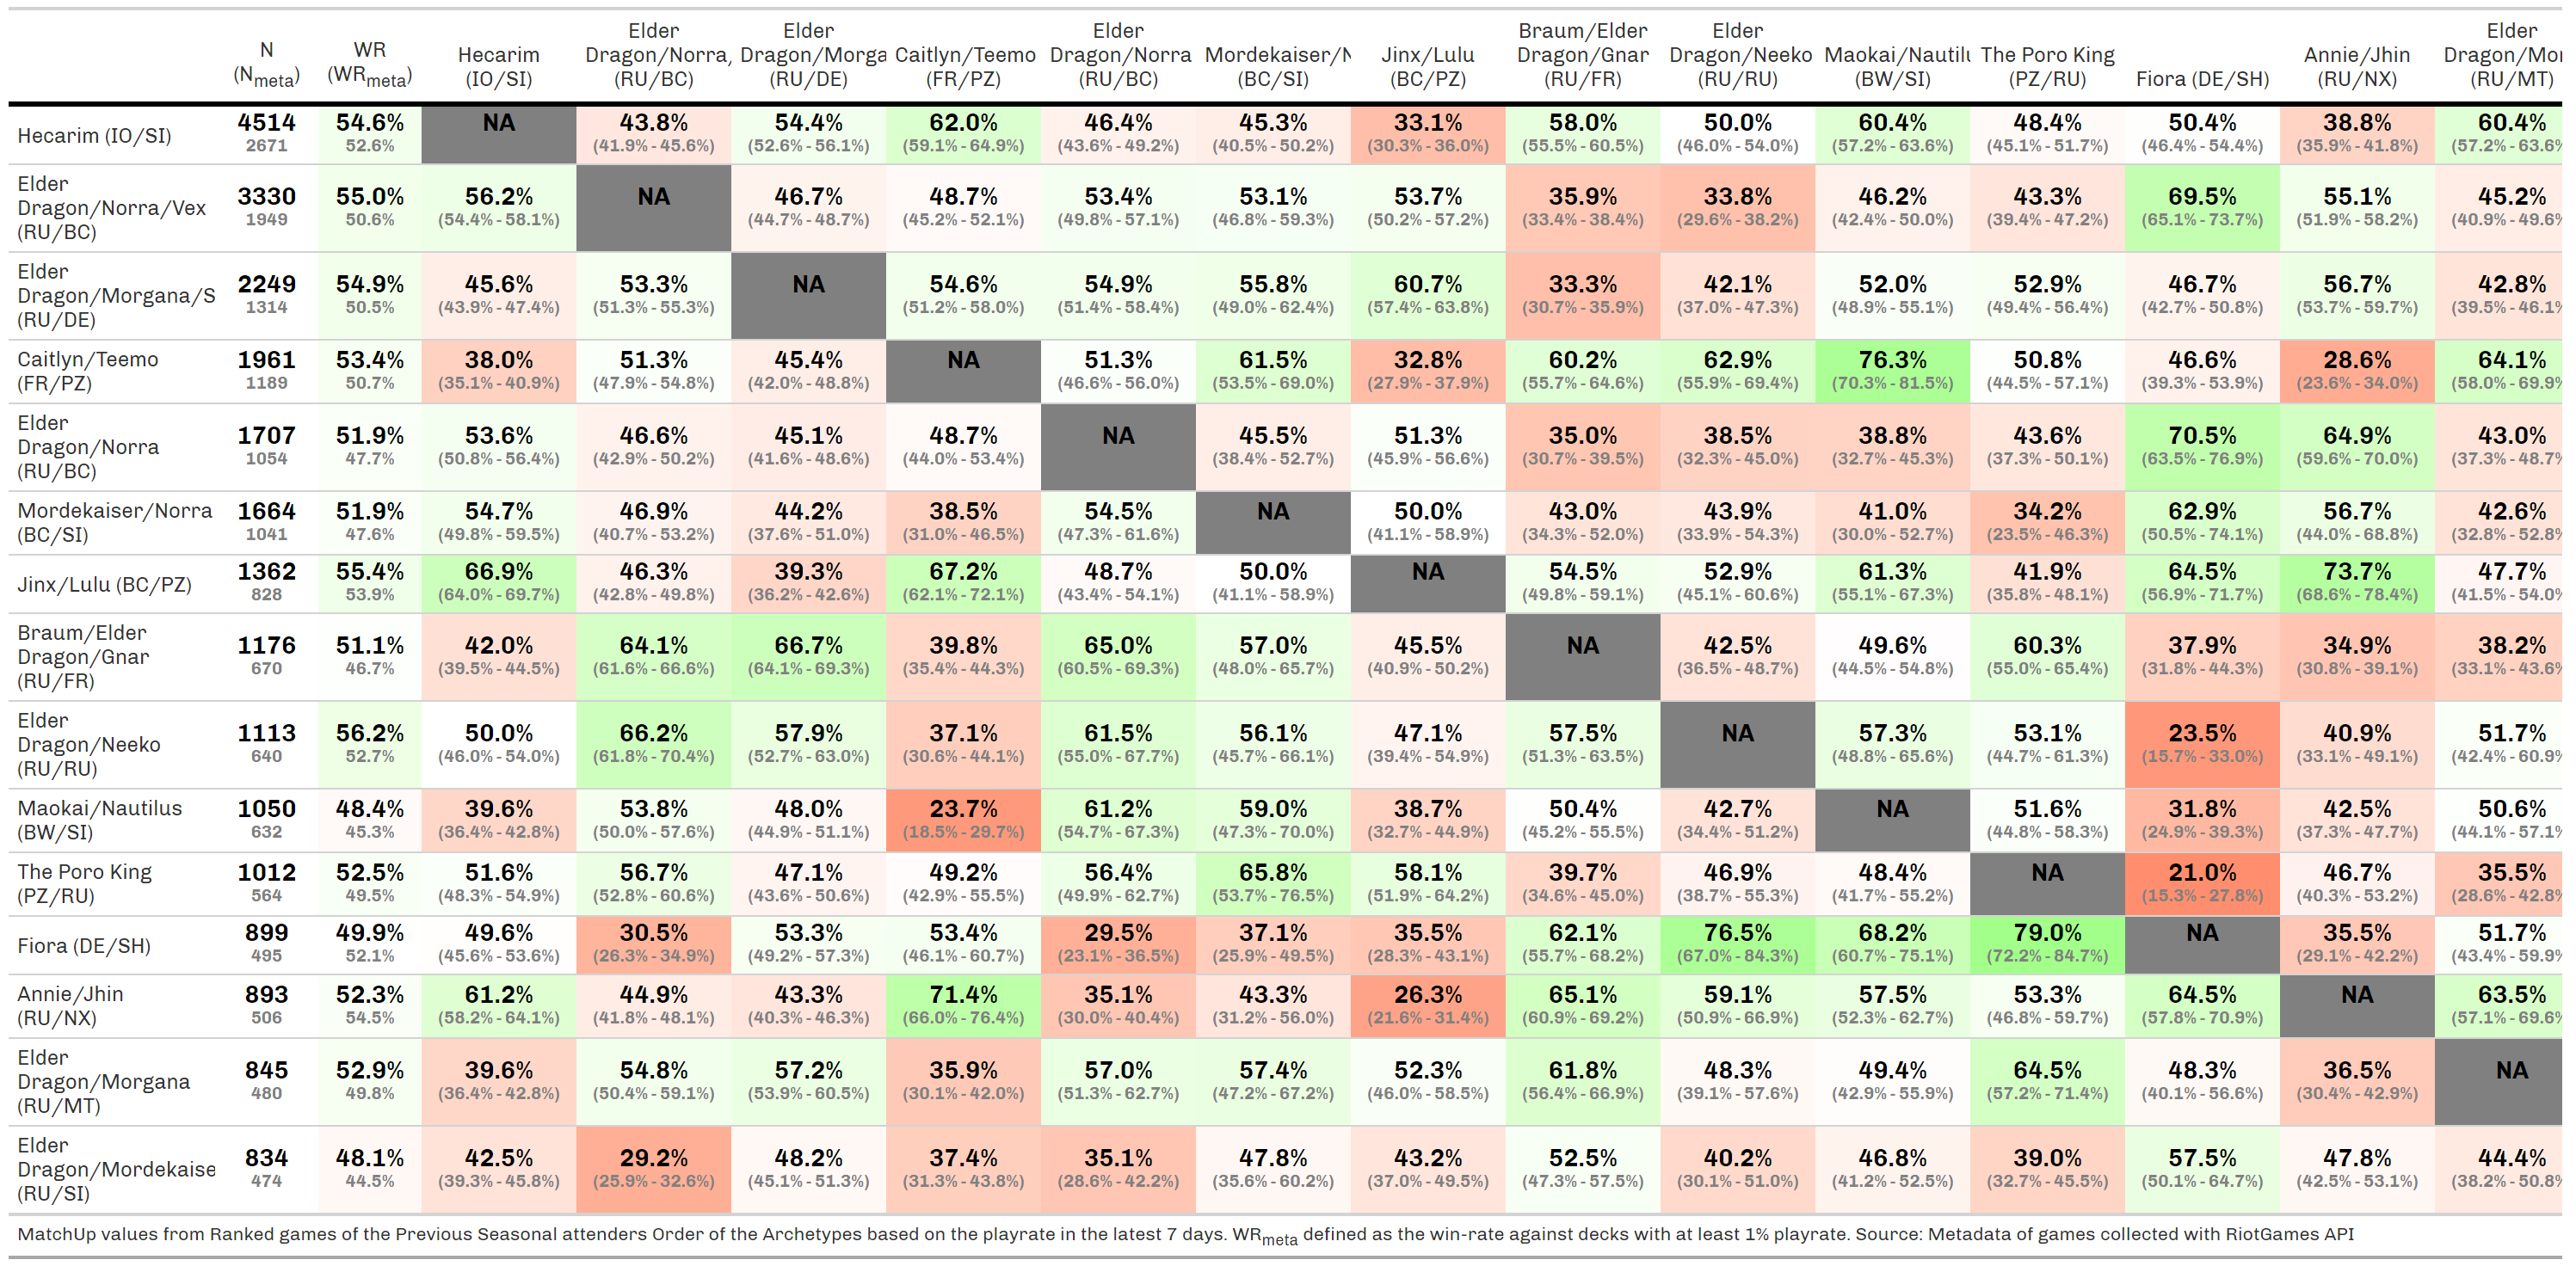 Elder Elder Elder Braum/Elder Elder Elder
N WR Hecarim Dragon/Norra, Dragon/Morga Caitlyn/Teemo Dragon/Norra Mordekaiser/N Jinx/Lulu Dragon/Gnar Dragon/Neeko Maokai/Nautil The Poro King Annie/Jhin Dragon/Mor
(Nmeta) (WRmeta) (IO/SI) (RU/BC) (RU/DE) (FR/PZ) (RU/BC) (BC/SI) (BC/PZ) (RU/FR) (RU/RU) (BW/SI) (PZ/RU) Fiora (DE/SH) (RU/NX) (RU/MT)
Hecarim (IO/SI) 4514 54.6% NA 43.8% 54.4% 62.0% 46.4% 45.3% 33.1% 58.0% 50.0% 60.4% 48.4% 50.4% 38.8% 60.4%
2671 52.6% (41.9% - 45.6%) (52.6% - 56.1%) (59.1% - 64.9%) (43.6% - 49.2%) (40.5% - 50.2%) (30.3% - 36.0%) (55.5% - 60.5%) (46.0% - 54.0%) (57.2% - 63.6%) (45.1% - 51.7%) (46.4% - 54.4%) (35.9% - 41.8%) (57.2% - 63.6%
Elder
Dragon/Norra/Vex
(RU/BC)
3330 55.0% 56.2% NA 46.7% 48.7% 53.4% 53.1% 53.7% 35.9% 33.8% 46.2% 43.3% 69.5% 55.1% 45.2%
1949 50.6% (54.4% - 58.1%) (44.7% - 48.7%) (45.2% - 52.1%) (49.8% - 57.1%) (46.8% - 59.3%) (50.2% - 57.2%) (33.4% - 38.4%) (29.6% - 38.2%) (42.4% - 50.0%) (39.4% - 47.2%) (65.1% - 73.7%) (51.9% - 58.2%) (40.9% - 49.6%
Elder
Dragon/Morgana/S
(RU/DE)
2249 54.9% 45.6% 53.3% NA 54.6% 54.9% 55.8% 60.7% 33.3% 42.1% 52.0% 52.9% 46.7% 56.7% 42.8%
1314 50.5% (43.9% - 47.4%) (51.3% - 55.3%) (51.2% - 58.0%) (51.4% - 58.4%) (49.0% - 62.4%) (57.4% - 63.8%) (30.7% - 35.9%) (37.0% - 47.3%) (48.9% - 55.1%) (49.4% - 56.4%) (42.7% - 50.8%) (53.7% - 59.7%) (39.5% - 46.1%
Caitlyn/Teemo
(FR/PZ)
1961 53.4% 38.0% 51.3% 45.4% NA 51.3% 61.5% 32.8% 60.2% 62.9% 76.3% 50.8% 46.6% 28.6% 64.1%
1189 50.7% (35.1% - 40.9%) (47.9% - 54.8%) (42.0% - 48.8%) (46.6% - 56.0%) (53.5% - 69.0%) (27.9% - 37.9%) (55.7% - 64.6%) (55.9% - 69.4%) (70.3% - 81.5%) (44.5% - 57.1%) (39.3% - 53.9%) (23.6% - 34.0%) (58.0% - 69.9%
Elder
Dragon/Norra
(RU/BC)
1707 51.9% 53.6% 46.6% 45.1% 48.7% NA 45.5% 51.3% 35.0% 38.5% 38.8% 43.6% 70.5% 64.9% 43.0%
1054 47.7% (50.8% - 56.4%) (42.9% - 50.2%) (41.6% - 48.6%) (44.0% - 53.4%) (38.4% - 52.7%) (45.9% - 56.6%) (30.7% - 39.5%) (32.3% - 45.0%) (32.7% - 45.3%) (37.3% - 50.1%) (63.5% - 76.9%) (59.6% - 70.0%) (37.3% - 48.7%
Mordekaiser/Norra
(BC/SI)
1664 51.9% 54.7% 46.9% 44.2% 38.5% 54.5% NA 50.0% 43.0% 43.9% 41.0% 34.2% 62.9% 56.7% 42.6%
1041 47.6% (49.8% - 59.5%) (40.7% - 53.2%) (37.6% - 51.0%) (31.0% - 46.5%) (47.3% - 61.6%) (41.1% - 58.9%) (34.3% - 52.0%) (33.9% - 54.3%) (30.0% - 52.7%) (23.5% - 46.3%) (50.5% - 74.1%) (44.0% - 68.8%) (32.8% - 52.8%
Jinx/Lulu (BC/PZ) 1362 55.4% 66.9% 46.3% 39.3% 67.2% 48.7% 50.0% NA 54.5% 52.9% 61.3% 41.9% 64.5% 73.7% 47.7%
828 53.9% (64.0% - 69.7%) (42.8% - 49.8%) (36.2% - 42.6%) (62.1% - 72.1%) (43.4% - 54.1%) (41.1% - 58.9%) (49.8% - 59.1%) (45.1% - 60.6%) (55.1% - 67.3%) (35.8% - 48.1%) (56.9% - 71.7%) (68.6% - 78.4%) (41.5% - 54.0%
Braum/Elder
Dragon/Gnar
(RU/FR)
1176 51.1% 42.0% 64.1% 66.7% 39.8% 65.0% 57.0% 45.5% NA 42.5% 49.6% 60.3% 37.9% 34.9% 38.2%
670 46.7% (39.5% - 44.5%) (61.6% - 66.6%) (64.1% - 69.3%) (35.4% - 44.3%) (60.5% - 69.3%) (48.0% - 65.7%) (40.9% - 50.2%) (36.5% - 48.7%) (44.5% - 54.8%) (55.0% - 65.4%) (31.8% - 44.3%) (30.8% - 39.1%) (33.1% - 43.6%
Elder
Dragon/Neeko
(RU/RU)
1113 56.2% 50.0% 66.2% 57.9% 37.1% 61.5% 56.1% 47.1% 57.5% NA 57.3% 53.1% 23.5% 40.9% 51.7%
640 52.7% (46.0% - 54.0%) (61.8% - 70.4%) (52.7% - 63.0%) (30.6% - 44.1%) (55.0% - 67.7%) (45.7% - 66.1%) (39.4% - 54.9%) (51.3% - 63.5%) (48.8% - 65.6%) (44.7% - 61.3%) (15.7% - 33.0%) (33.1% - 49.1%) (42.4% - 60.9%
Maokai/Nautilus
(BW/SI)
1050 48.4% 39.6% 53.8% 48.0% 23.7% 61.2% 59.0% 38.7% 50.4% 42.7% NA 51.6% 31.8% 42.5% 50.6%
632 45.3% (36.4% - 42.8%) (50.0% - 57.6%) (44.9% - 51.1%) (18.5% - 29.7%) (54.7% - 67.3%) (47.3% - 70.0%) (32.7% - 44.9%) (45.2% - 55.5%) (34.4% - 51.2%) (44.8% - 58.3%) (24.9% - 39.3%) (37.3% - 47.7%) (44.1% - 57.1%
The Poro King
(PZ/RU)
1012 52.5% 51.6% 56.7% 47.1% 49.2% 56.4% 65.8% 58.1% 39.7% 46.9% 48.4% NA 21.0% 46.7% 35.5%
564 49.5% (48.3% - 54.9%) (52.8% - 60.6%) (43.6% - 50.6%) (42.9% - 55.5%) (49.9% - 62.7%) (53.7% - 76.5%) (51.9% - 64.2%) (34.6% - 45.0%) (38.7% - 55.3%) (41.7% - 55.2%) (15.3% - 27.8%) (40.3% - 53.2%) (28.6% - 42.8%
Fiora (DE/SH) 899 49.9% 49.6% 30.5% 53.3% 53.4% 29.5% 37.1% 35.5% 62.1% 76.5% 68.2% 79.0% NA 35.5% 51.7%
495 52.1% (45.6% - 53.6%) (26.3% - 34.9%) (49.2% - 57.3%) (46.1% - 60.7%) (23.1% - 36.5%) (25.9% - 49.5%) (28.3% - 43.1%) (55.7% - 68.2%) (67.0% - 84.3%) (60.7% - 75.1%) (72.2% - 84.7%) (29.1% - 42.2%) (43.4% - 59.9%
Annie/Jhin
(RU/NX)
893 52.3% 61.2% 44.9% 43.3% 71.4% 35.1% 43.3% 26.3% 65.1% 59.1% 57.5% 53.3% 64.5% NA 63.5%
506 54.5% (58.2% - 64.1%) (41.8% - 48.1%) (40.3% - 46.3%) (66.0% - 76.4%) (30.0% - 40.4%) (31.2% - 56.0%) (21.6% - 31.4%) (60.9% - 69.2%) (50.9% - 66.9%) (52.3% - 62.7%) (46.8% - 59.7%) (57.8% - 70.9%) (57.1% - 69.6%
Elder
Dragon/Morgana
(RU/MT)
845 52.9% 39.6% 54.8% 57.2% 35.9% 57.0% 57.4% 52.3% 61.8% 48.3% 49.4% 64.5% 48.3% 36.5% NA
480 49.8% (36.4% - 42.8%) (50.4% - 59.1%) (53.9% - 60.5%) (30.1% - 42.0%) (51.3% - 62.7%) (47.2% - 67.2%) (46.0% - 58.5%) (56.4% - 66.9%) (39.1% - 57.6%) (42.9% - 55.9%) (57.2% - 71.4%) (40.1% - 56.6%) (30.4% - 42.9%)
Elder
Dragon/Mordekaise
(RU/SI)
834 48.1% 42.5% 29.2% 48.2% 37.4% 35.1% 47.8% 43.2% 52.5% 40.2% 46.8% 39.0% 57.5% 47.8% 44.4%
474 44.5% (39.3% - 45.8%) (25.9% - 32.6%) (45.1% - 51.3%) (31.3% - 43.8%) (28.6% - 42.2%) (35.6% - 60.2%) (37.0% - 49.5%) (47.3% - 57.5%) (30.1% - 51.0%) (41.2% - 52.5%) (32.7% - 45.5%) (50.1% - 64.7%) (42.5% - 53.1%) (38.2% - 50.8%
MatchUp values from Ranked games of the Previous Seasonal attenders Order of the Archetypes based on the playrate in the latest 7 days. WRmeta defined as the win-rate against decks with at least 1% playrate. Source: Metadata of games collected with RiotGames API